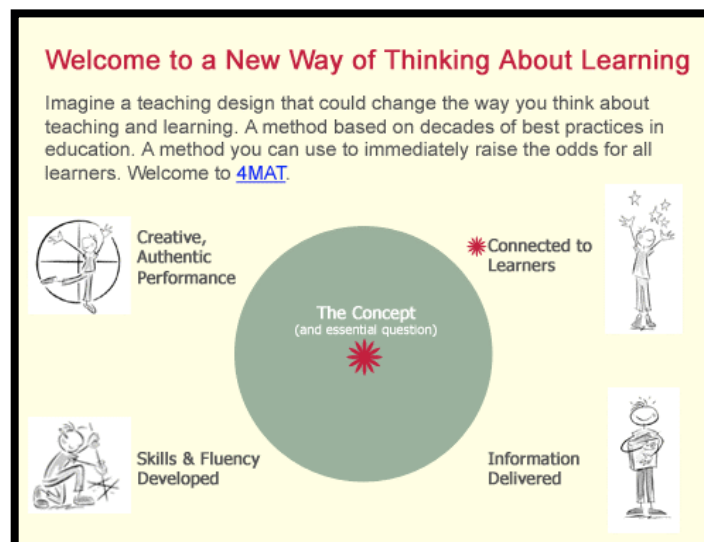 Welcome to a New Way of Thinking About Learning
Imagine a teaching design that could change the way you think about
teaching and learning. A method based on decades of best practices in
education. A method you can use to immediately raise the odds for all
learners. Welcome to 4MAT.
Creative,
Authentic
Performance
Connected to
Learners
The Concept
(and essential question)
Skills & Fluency
Developed
Information
Delivered